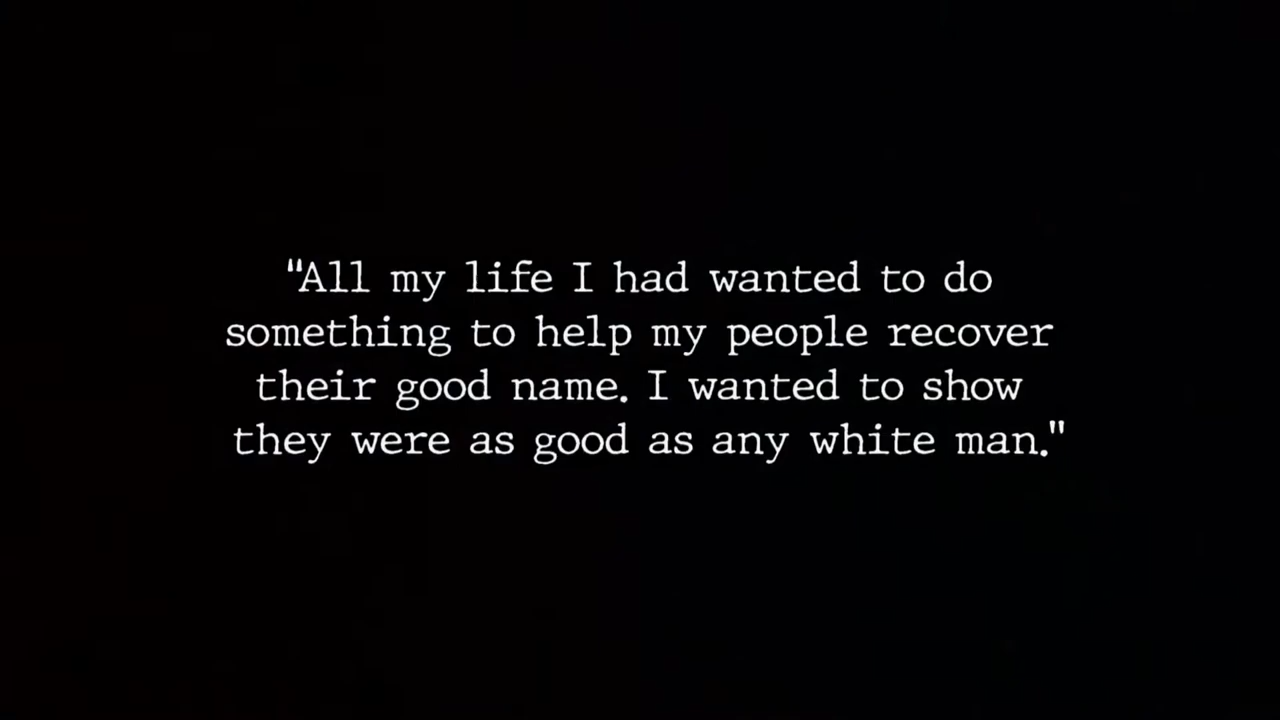 "All my life I had wanted to do
something to help my people recover
their good name. I wanted to show
they were as good as any white man."